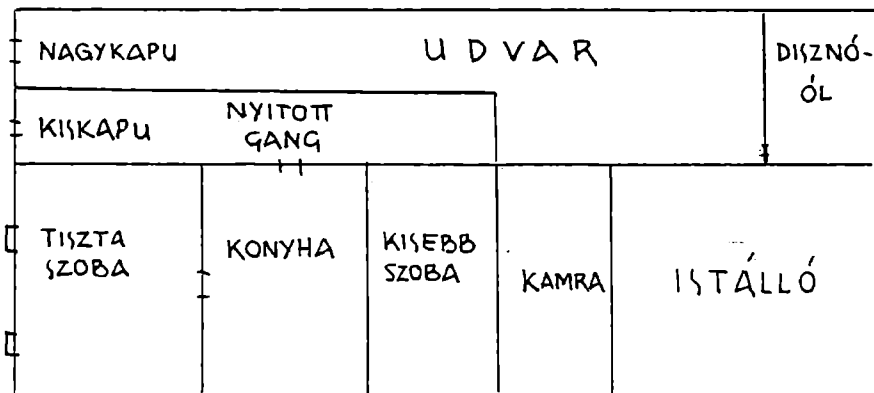 NAGYKAPU
UDVAR
DISZNÓ-
ÓL
KISKAPU
NYITOTT
GANG
TISZTA
SZOBA
KONYHA
KISEBB
SZOBA
KAMRA
ISTÁLLÓ